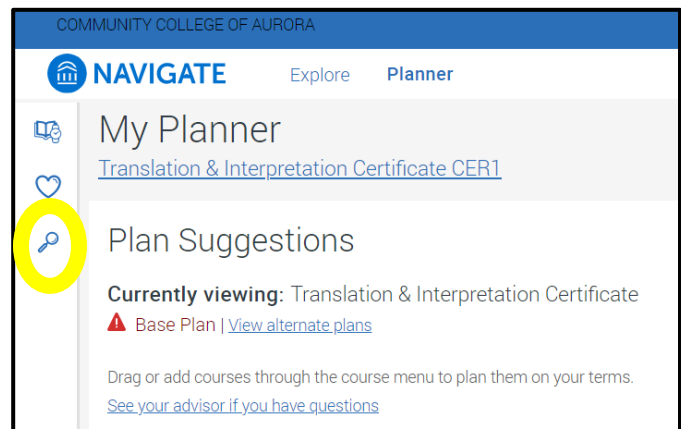 COMMUNITY COLLEGE OF AURORA
NAVIGATE Explore Planner
My Planner
Translation & Interpretation Certificate CER1
Plan Suggestions
Currently viewing: Translation & Interpretation Certificate
Base Plan | View alternate plans
Drag or add courses through the course menu to plan them on your terms.
See your advisor if you have questions